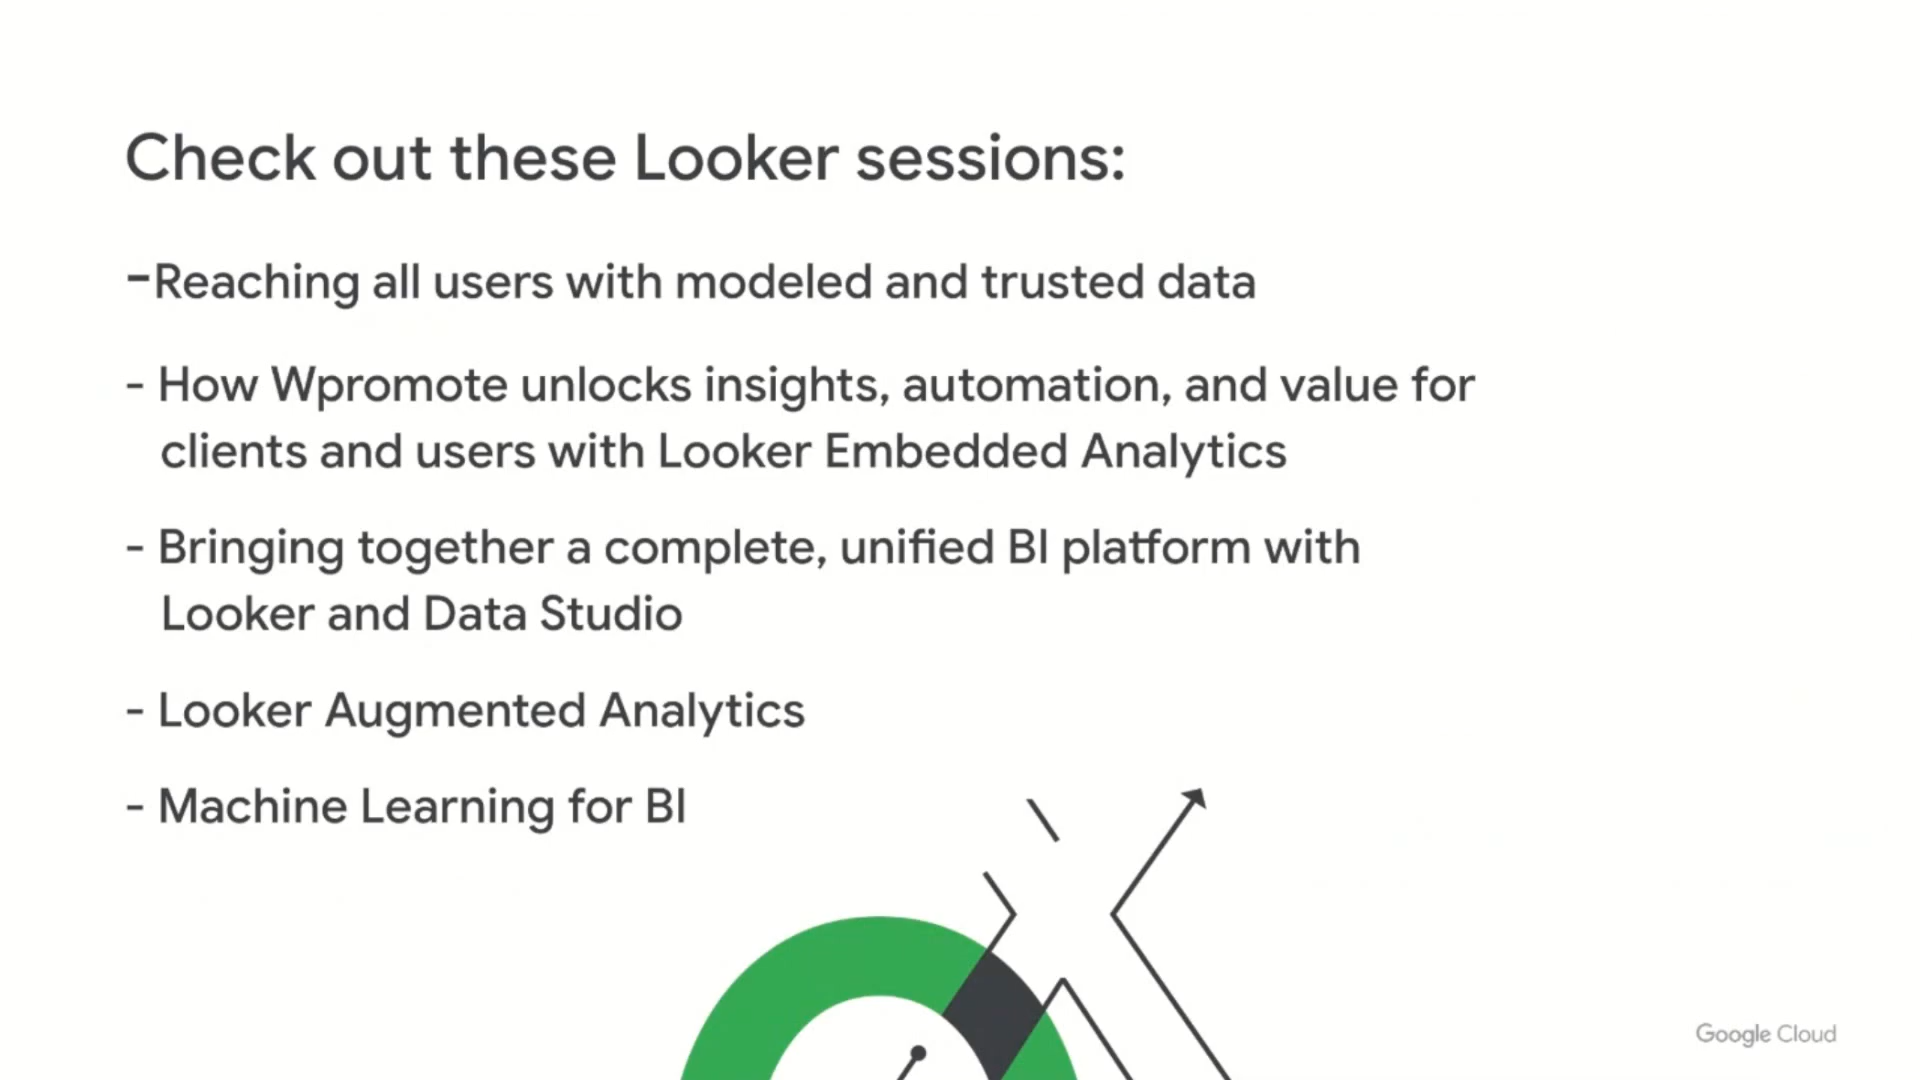 Check out these Looker sessions:
-Reaching all users with modeled and trusted data
- How Wpromote unlocks insights, automation, and value for
clients and users with Looker Embedded Analytics
- Bringing together a complete, unified BI platform with
Looker and Data Studio
- Looker Augmented Analytics
- Machine Learning for BI
Google Cloud